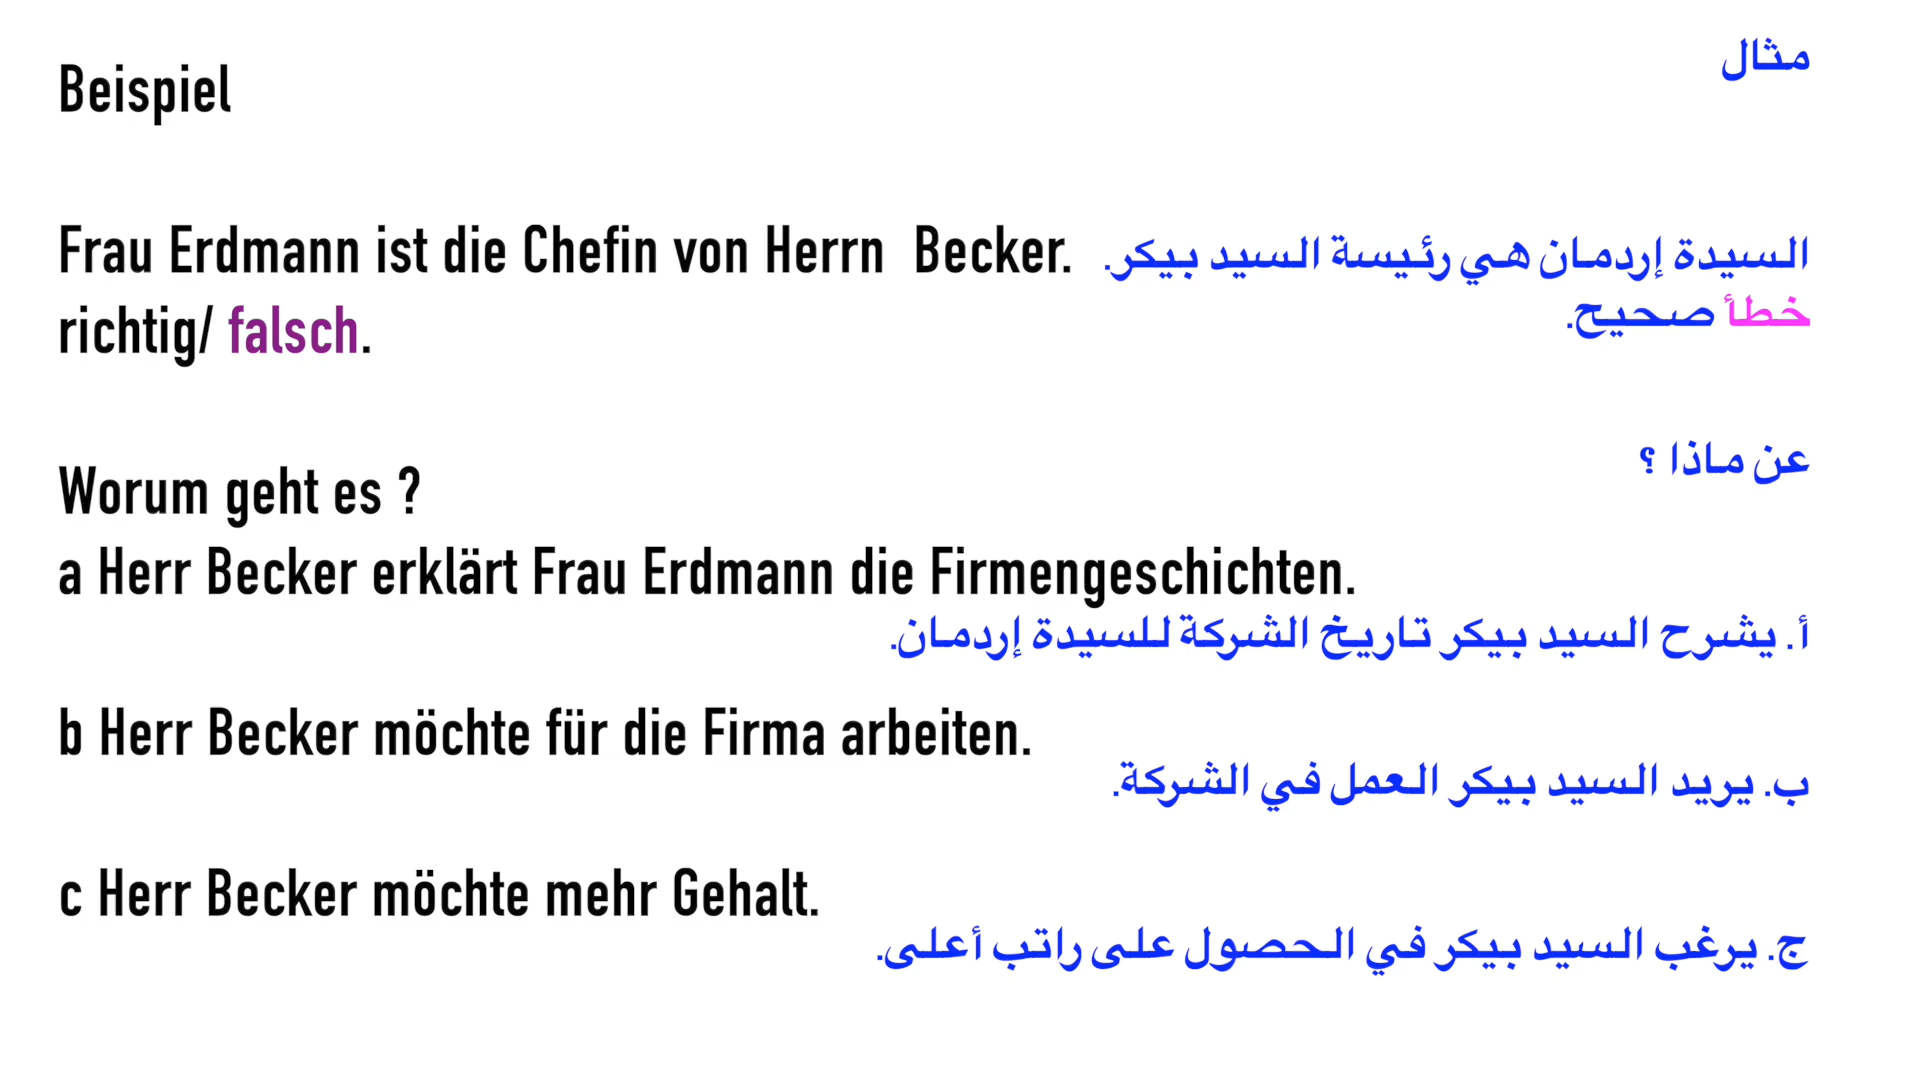 Beispiel
مثال
Frau Erdmann ist die Chefin von Herrn Becker.
السيدة إردمان هي رئيسة السيد بيكر.
richtig/ falsch.
خطأ صحيح.
Worum geht es ?
عن ماذا ؟
a Herr Becker erklärt Frau Erdmann die Firmengeschichten.
أ. يشرح السيد بيكر تاريخ الشركة للسيدة إردمان.
b Herr Becker möchte für die Firma arbeiten.
ب. يريد السيد بيكر العمل في الشركة.
c Herr Becker möchte mehr Gehalt.
ج. يرغب السيد بيكر في الحصول على راتب أعلى.